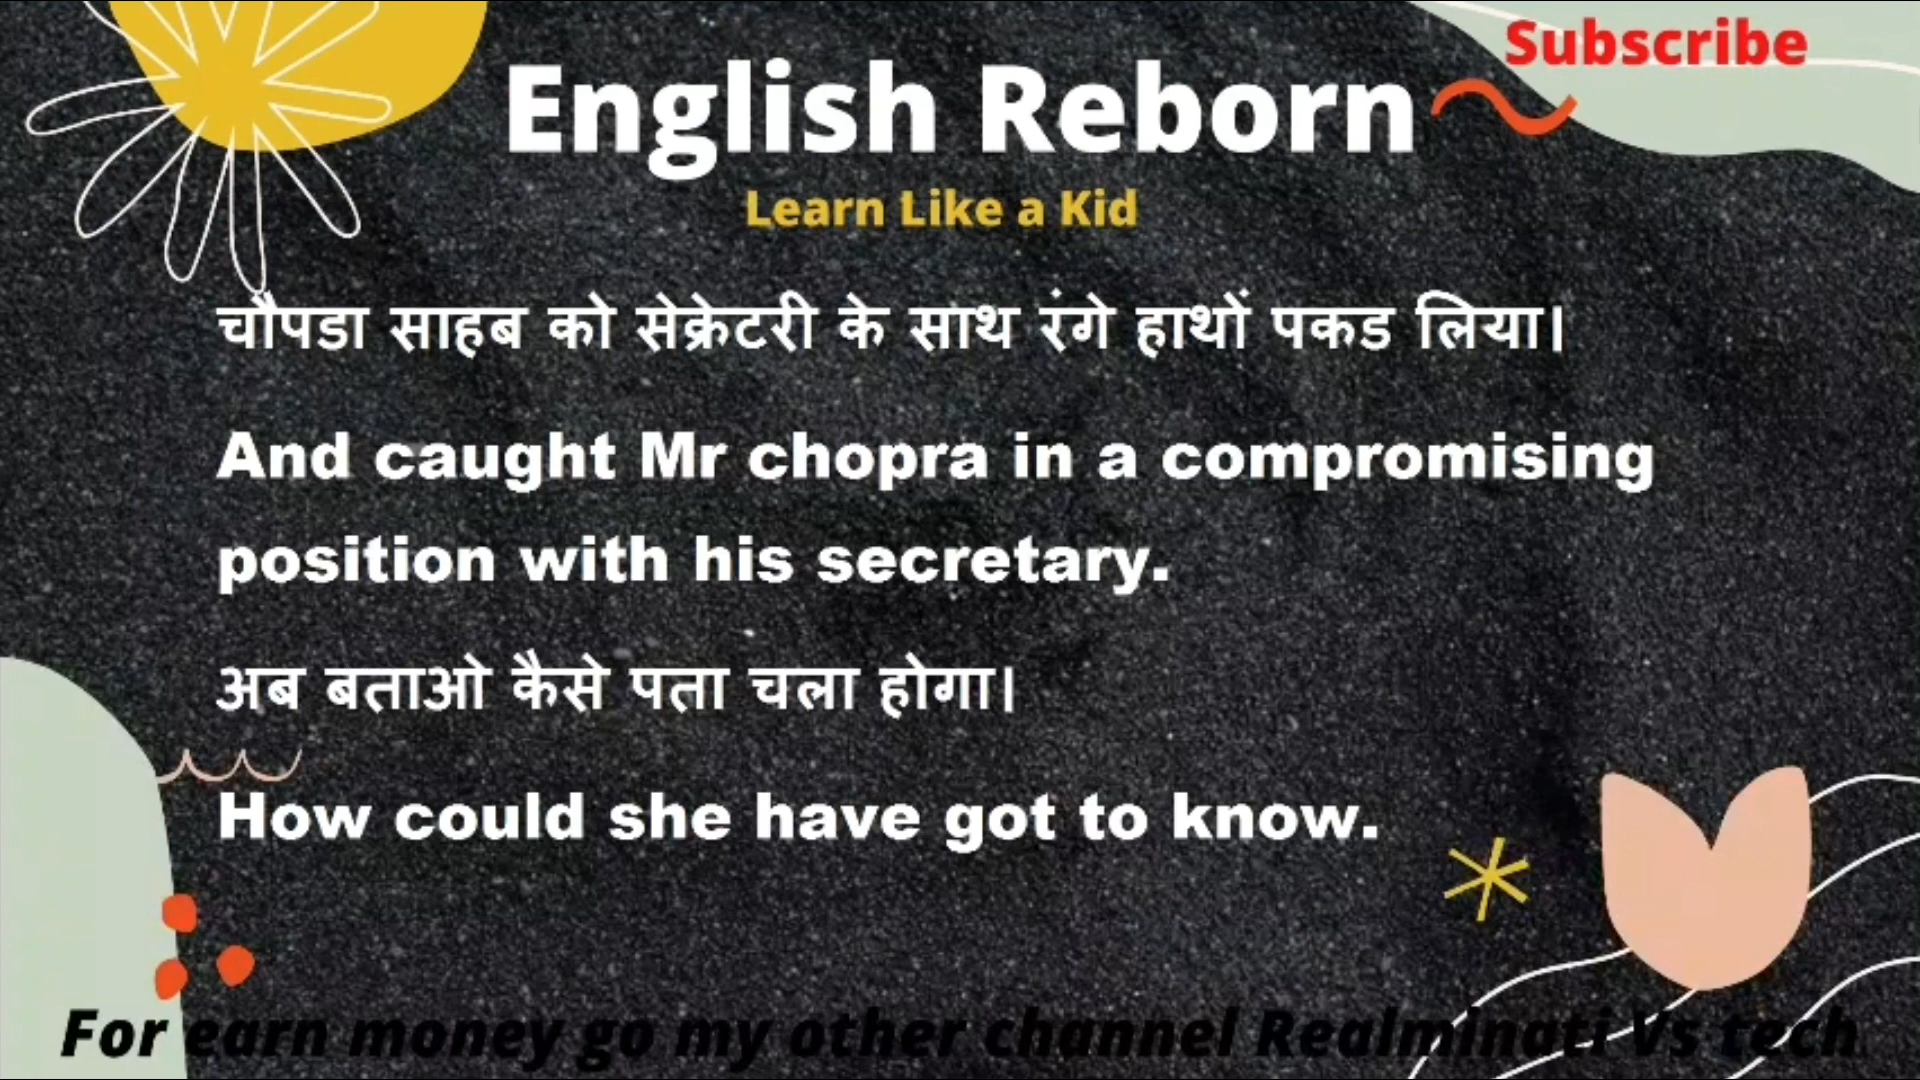 Subscribe
English Reborn
Learn Like a Kid
चौपडा साहब को सेक्रेटरी के साथ रंगे हाथों पकड लिया।
And caught Mr chopra in a compromising
position with his secretary.
अब बताओ कैसे पता चला होगा।
How could she have got to know.
For earn money go my other channel Realminati Vs tech